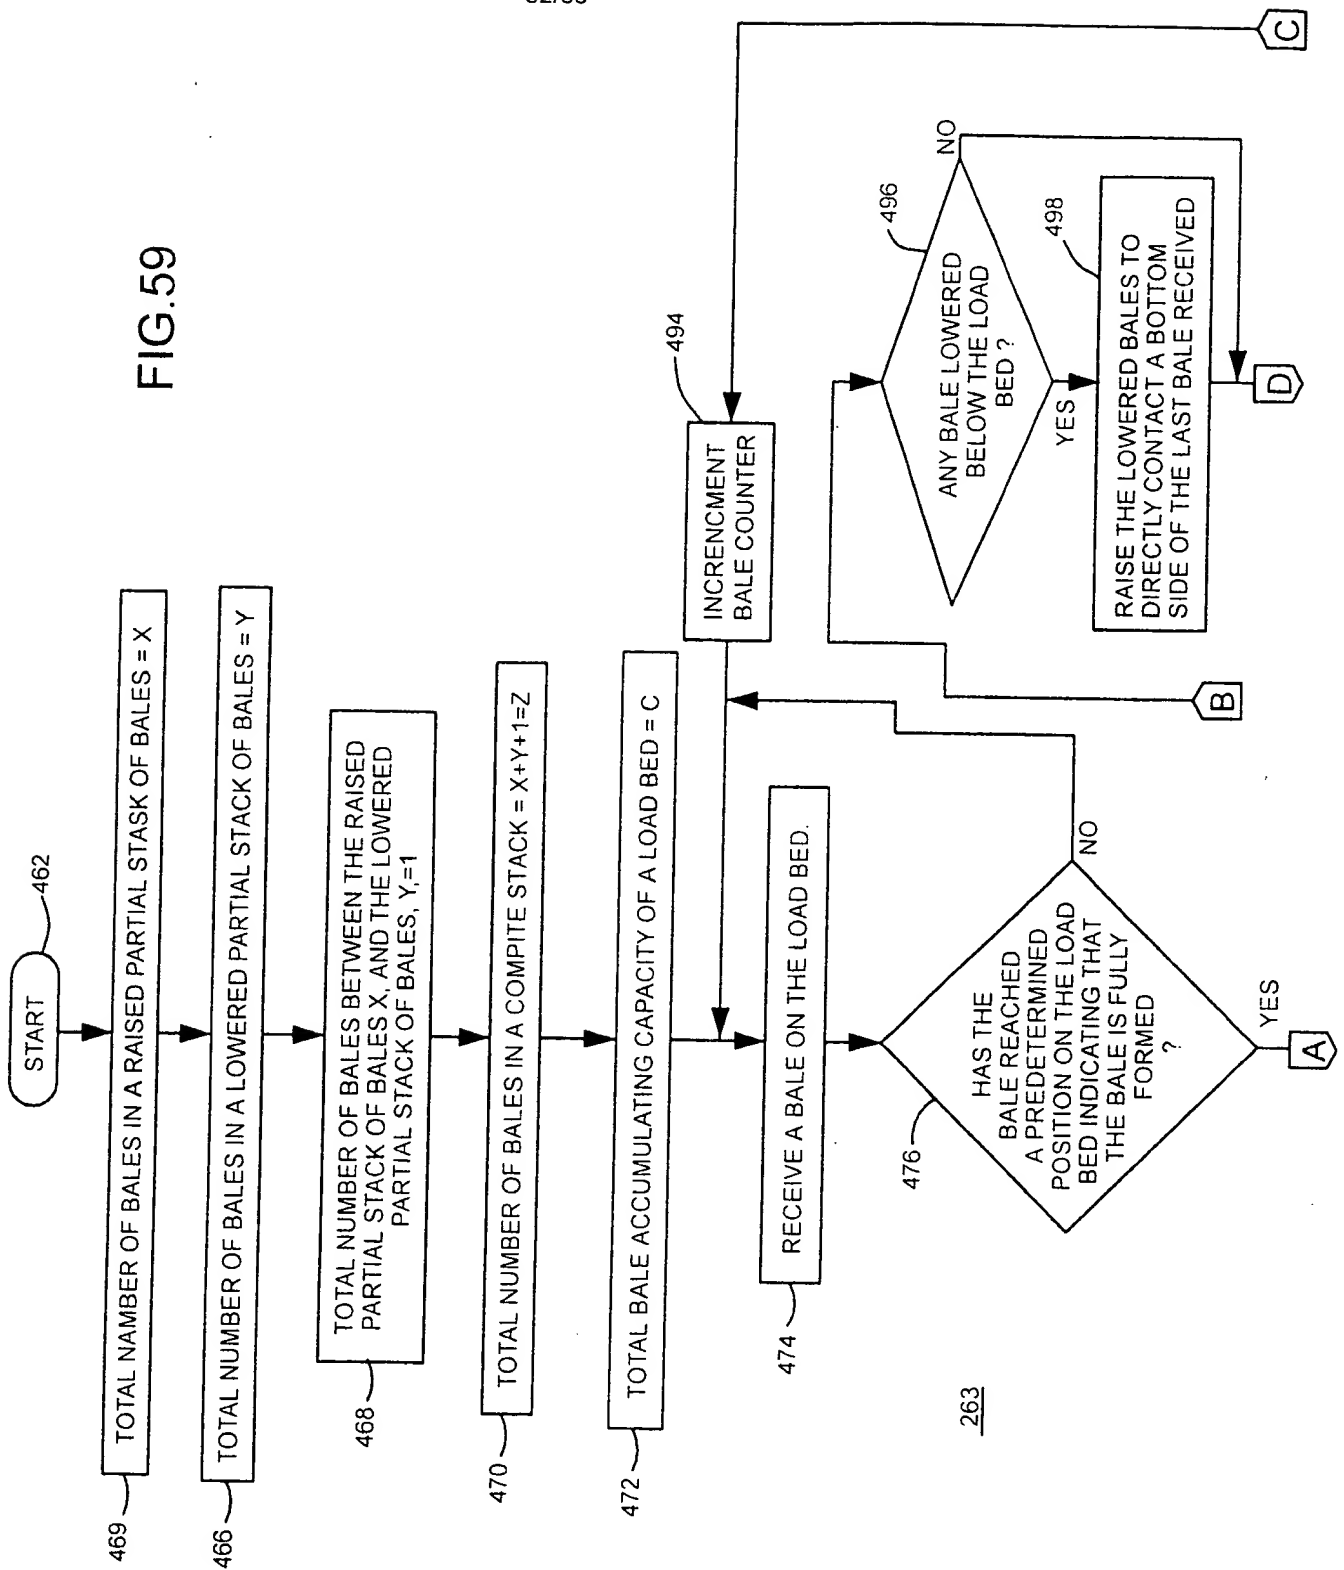 FIG.59
START
462
TOTAL NAMBER OF BALES IN A RAISED PARTIAL STASK OF BALES = X
469
TOTAL NUMBER OF BALES IN A LOWERED PARTIAL STACK OF BALES = Y
466
TOTAL NUMBER OF BALES BETWEEN THE RAISED
PARTIAL STACK OF BALES X, AND THE LOWERED
PARTIAL STACK OF BALES, Y,=1
468
TOTAL NUMBER OF BALES IN A COMPITE STACK = X+Y+1=Z
470
TOTAL BALE ACCUMULATING CAPACITY OF A LOAD BED = C
472
RECEIVE A BALE ON THE LOAD BED.
474
HAS THE
BALE REACHED
A PREDETERMINED
POSITION ON THE LOAD
BED INDICATING THAT
THE BALE IS FULLY
FORMED
?
476
NO
YES
A
263
INCRENCMENT
BALE COUNTER
494
C
B
ANY BALE LOWERED
BELOW THE LOAD
BED ?
496
NO
YES
RAISE THE LOWERED BALES TO
DIRECTLY CONTACT A BOTTOM
SIDE OF THE LAST BALE RECEIVED
498
D